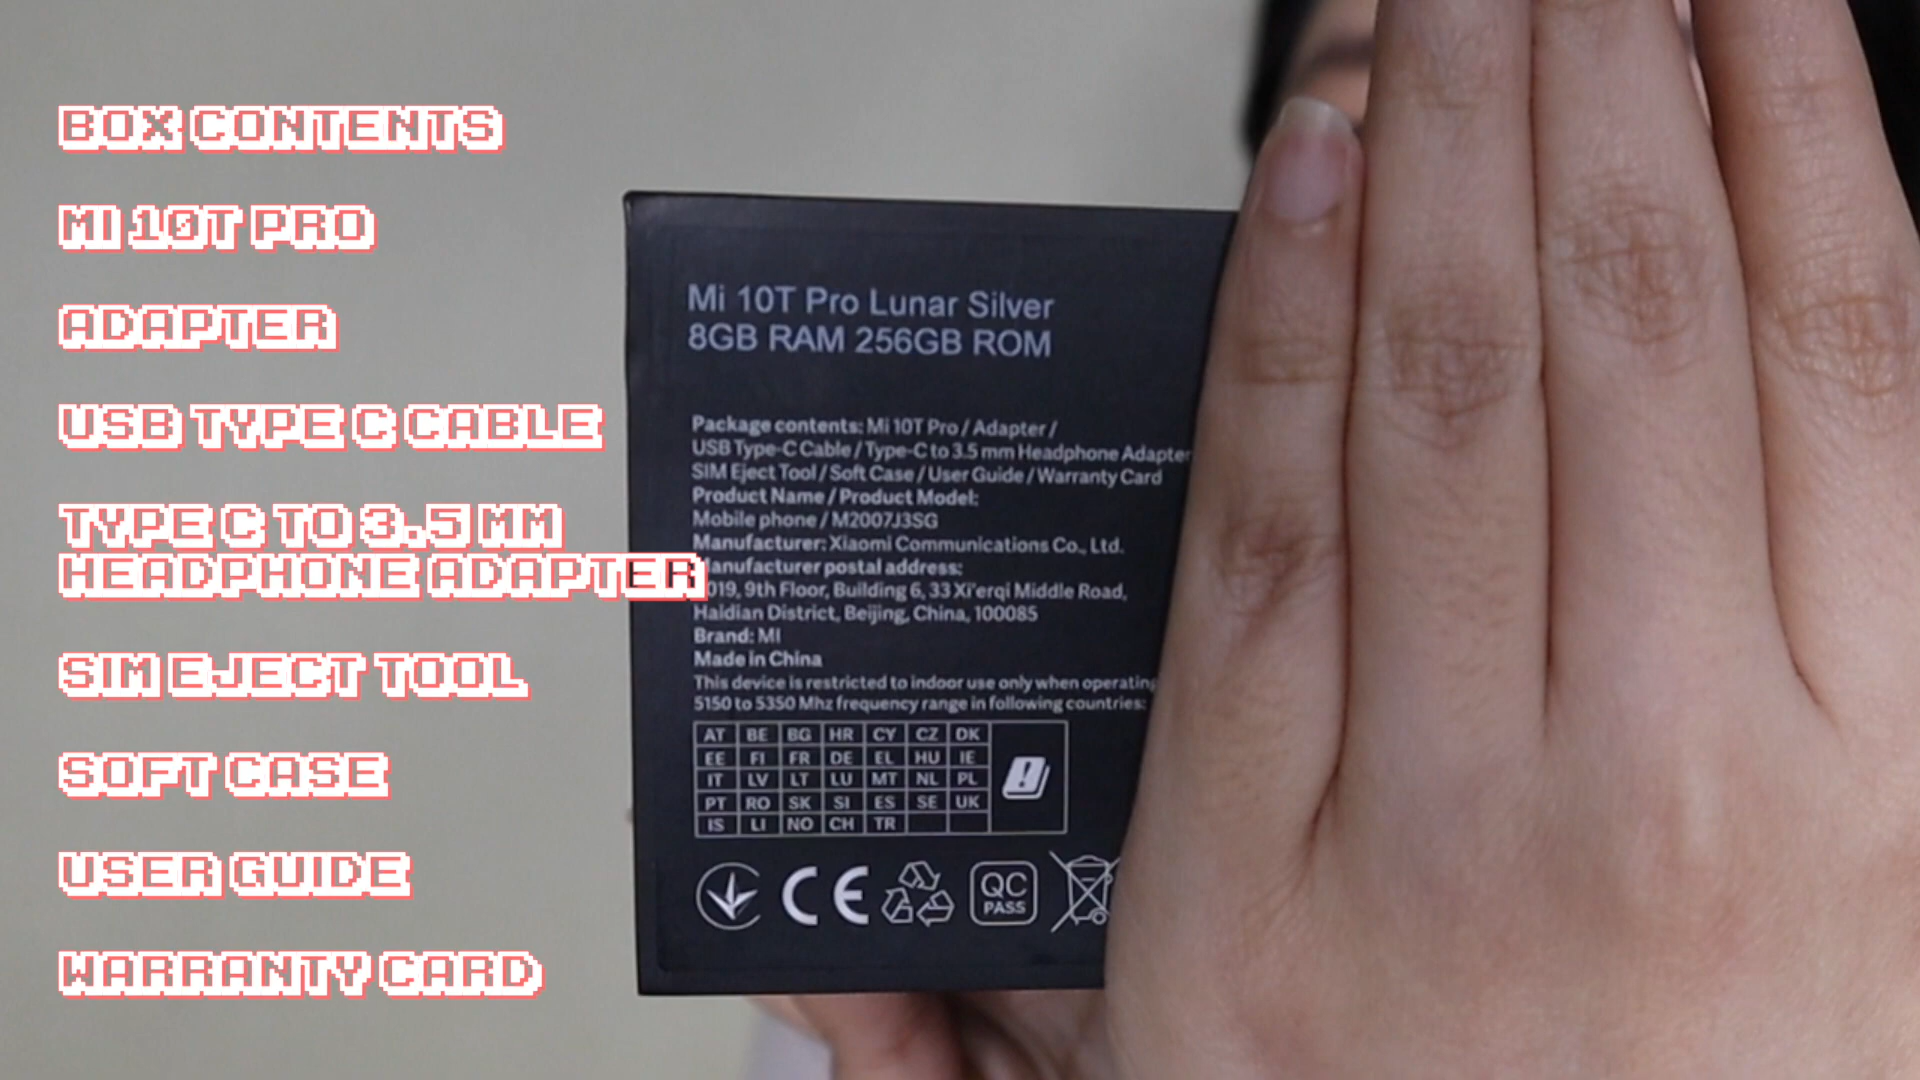 BOX CONTENTS
MI 10T PRO
ADAPTER
USB TYPE C CABLE
TYPE C TO 3.5 MM
HEADPHONE ADAPTER
SIM EJECT TOOL
SOFT CASE
USER GUIDE
WARRANTY CARD
Mi 10T Pro Lunar Silver
8GB RAM 256GB ROM
Package contents: Mi 10T Pro / Adapter /
USB Type-C Cable / Type-C to 3.5 mm Headphone Adapter
SIM Eject Tool / Soft Case / User Guide / Warranty Card
Product Name / Product Model:
Mobile phone / M2007J3SG
Manufacturer: Xiaomi Communications Co., Ltd.
Manufacturer postal address:
019, 9th Floor, Building 6, 33 Xi'erqi Middle Road,
Haidian District, Beijing, China, 100085
Brand: MI
Made in China
This device is restricted to indoor use only when operating
5150 to 5350 Mhz frequency range in following countries:
AT BE BG HR CY CZ DK
EE FI FR DE EL HU IE
IT LV LT LU MT NL PL
PT RO SK SI ES SE UK
IS LI NO CH TR
CE
QC
PASS